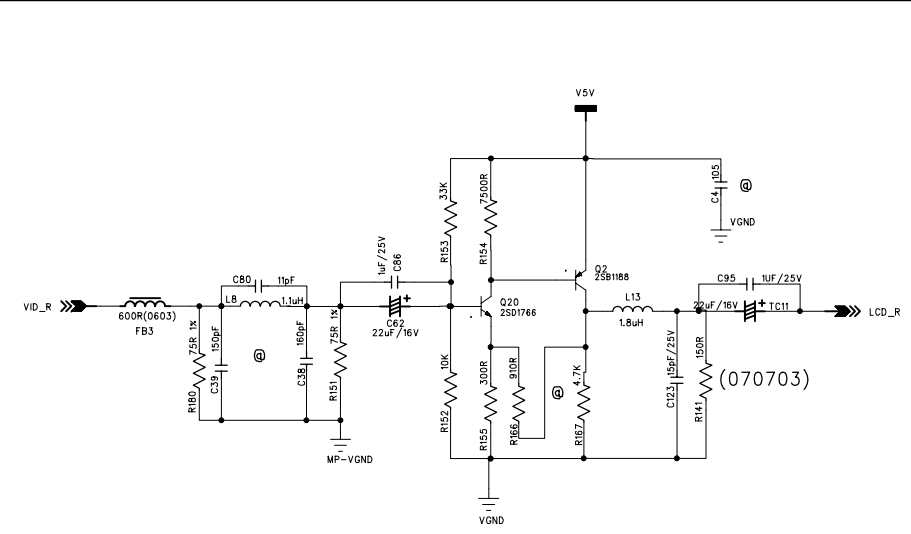 V5V
33K
R153
7500R
R154
C4 105
@
VGND
1uF/25V
C86
Q2
2SB1188
C80 11pF
L8 1.1uH
VID_R
600R(0603)
FB3
75R 1%
R180
150pF
C39
@
160pF
C38
75R 1%
R151
C62
22uF/16V
Q20
2SD1766
L13
1.8uH
C95 1UF/25V
22uF/16V TC11
LCD_R
10K
R152
300R
R155
910R
R166
@
4.7K
R167
15pF/25V
C123
150R
R141
(070703)
MP-VGND
VGND